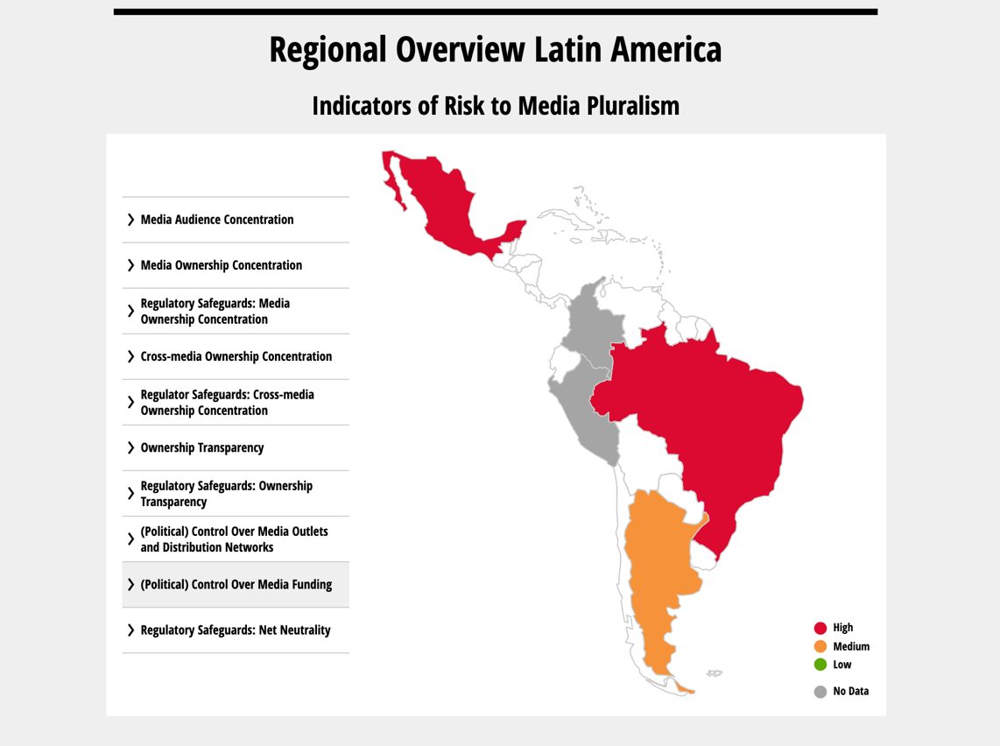 Regional Overview Latin America
Indicators of Risk to Media Pluralism
Media Audience Concentration
Media Ownership Concentration
Regulatory Safeguards: Media
Ownership Concentration
Cross-media Ownership Concentration
Regulator Safeguards: Cross-media
Ownership Concentration
Ownership Transparency
Regulatory Safeguards: Ownership
Transparency
(Political) Control Over Media Outlets
and Distribution Networks
(Political) Control Over Media Funding
Regulatory Safeguards: Net Neutrality
High
Medium
Low
No Data